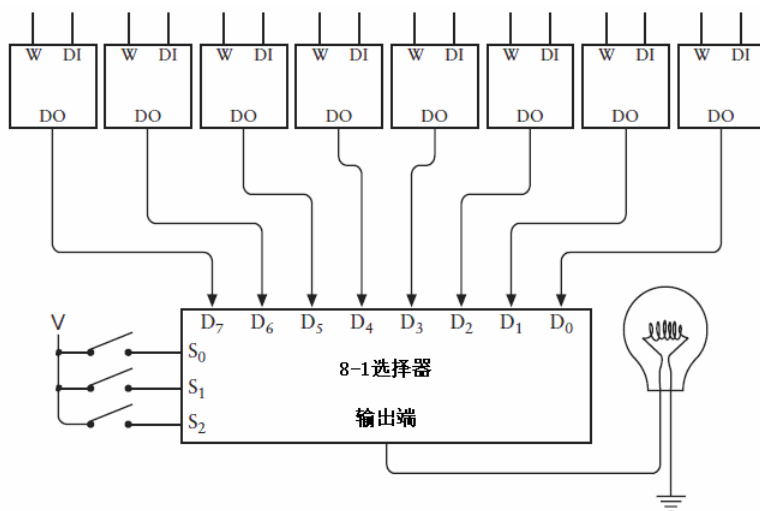 W DI W DI W DI W DI W DI W DI W DI W DI
DO DO DO DO DO DO DO DO
D₇ D₆ D₅ D₄ D₃ D₂ D₁ D₀
V
S₀
8-1选择器
S₁
输出端
S₂